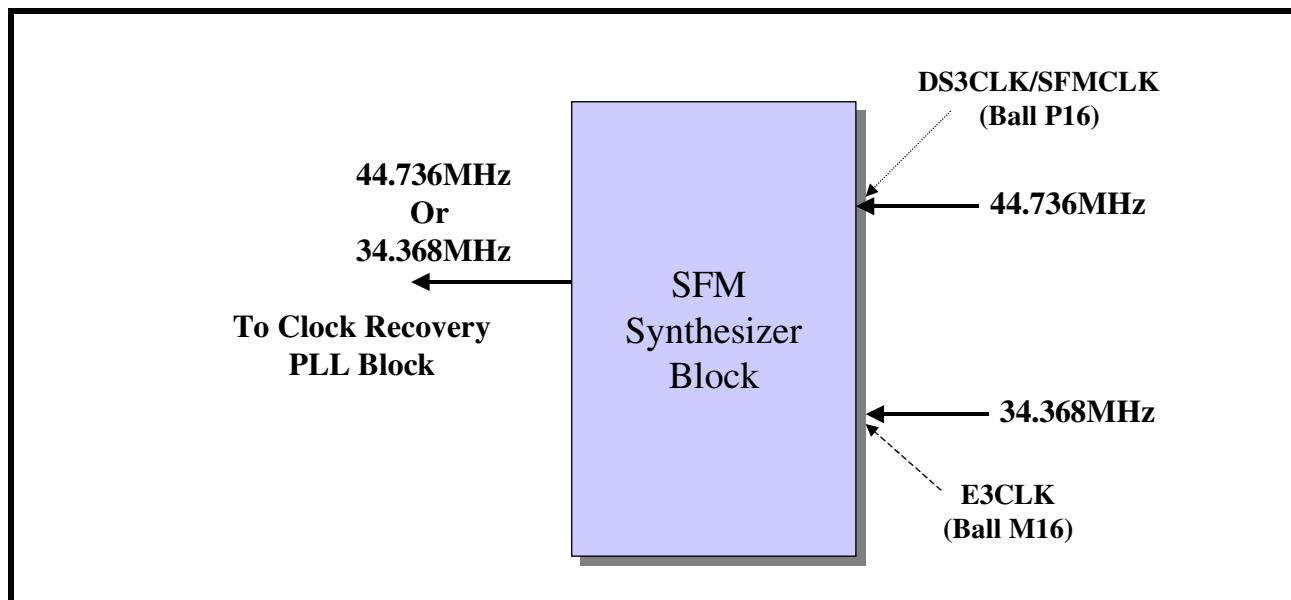 44.736MHz
Or
34.368MHz
To Clock Recovery
PLL Block
SFM
Synthesizer
Block
DS3CLK/SFMCLK
(Ball P16)
44.736MHz
34.368MHz
E3CLK
(Ball M16)